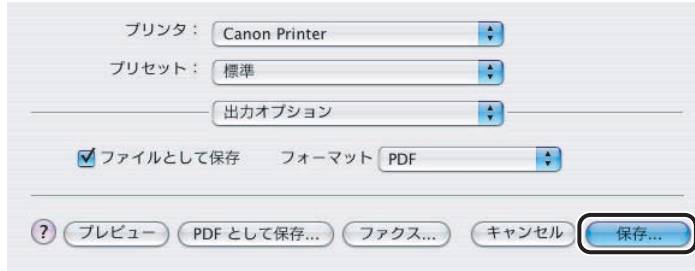 プリンタ： Canon Printer
プリセット： 標準
出力オプション
ファイルとして保存 フォーマット PDF
? プレビュー PDF として保存... ファクス... キャンセル 保存...